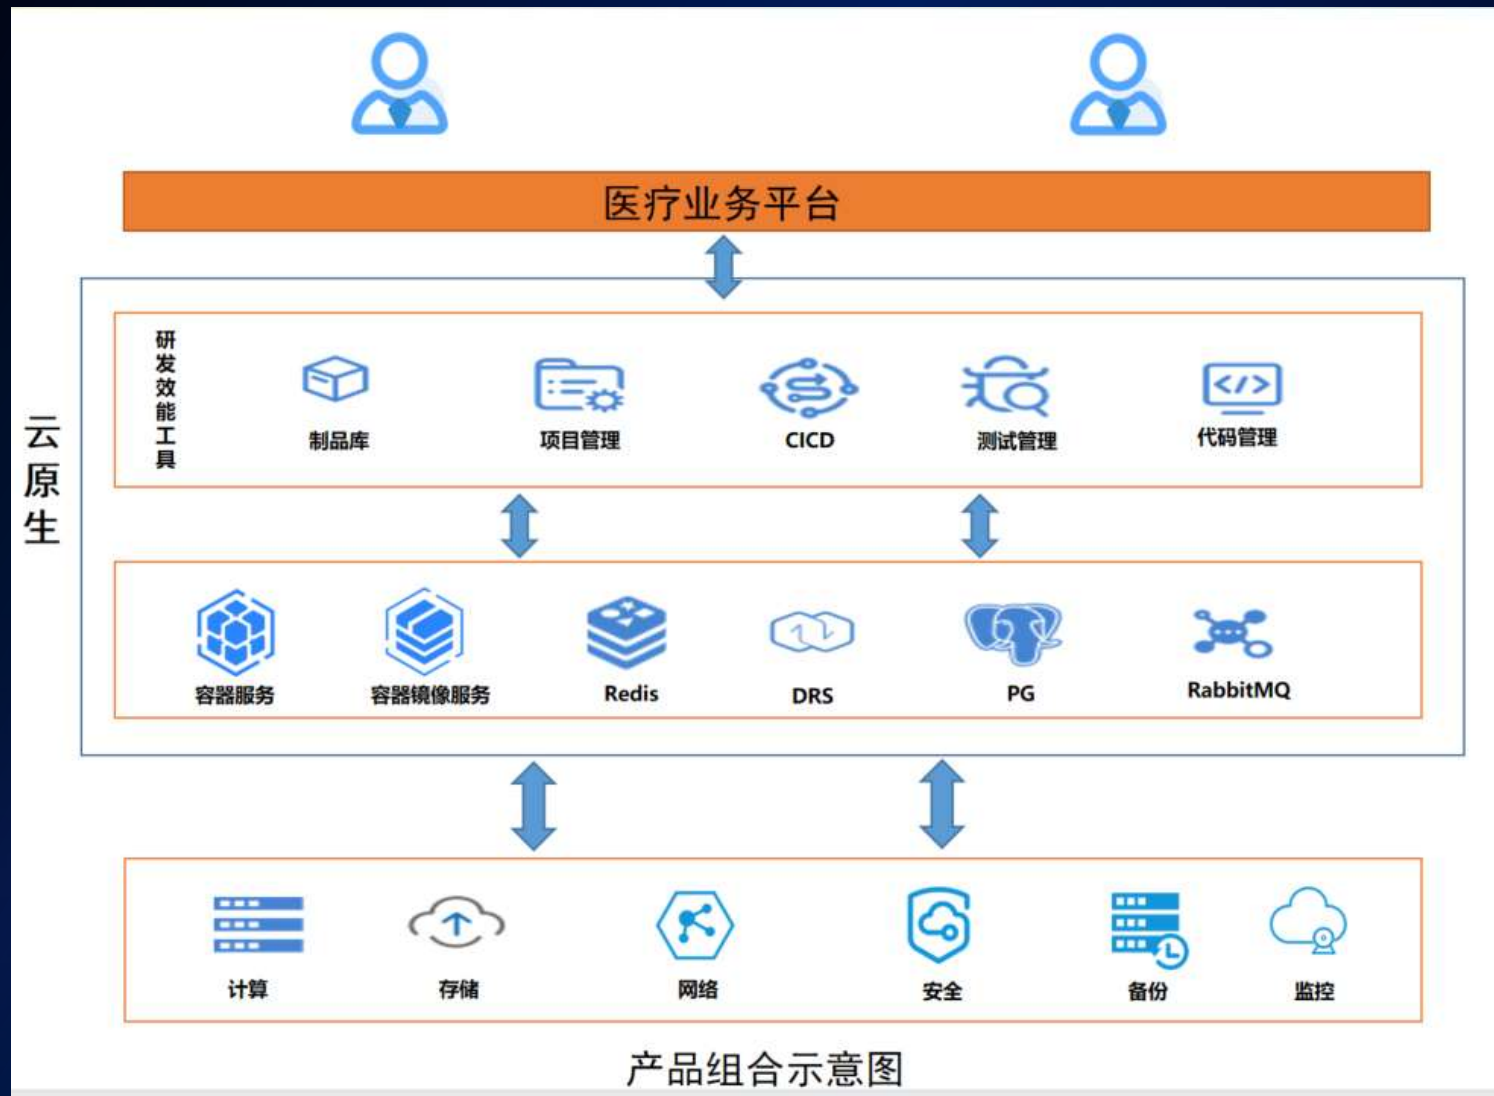 医疗业务平台
云原生
研发效能工具
制品库
项目管理
CICD
测试管理
代码管理
容器服务
容器镜像服务
Redis
DRS
PG
RabbitMQ
计算
存储
网络
安全
备份
监控
产品组合示意图